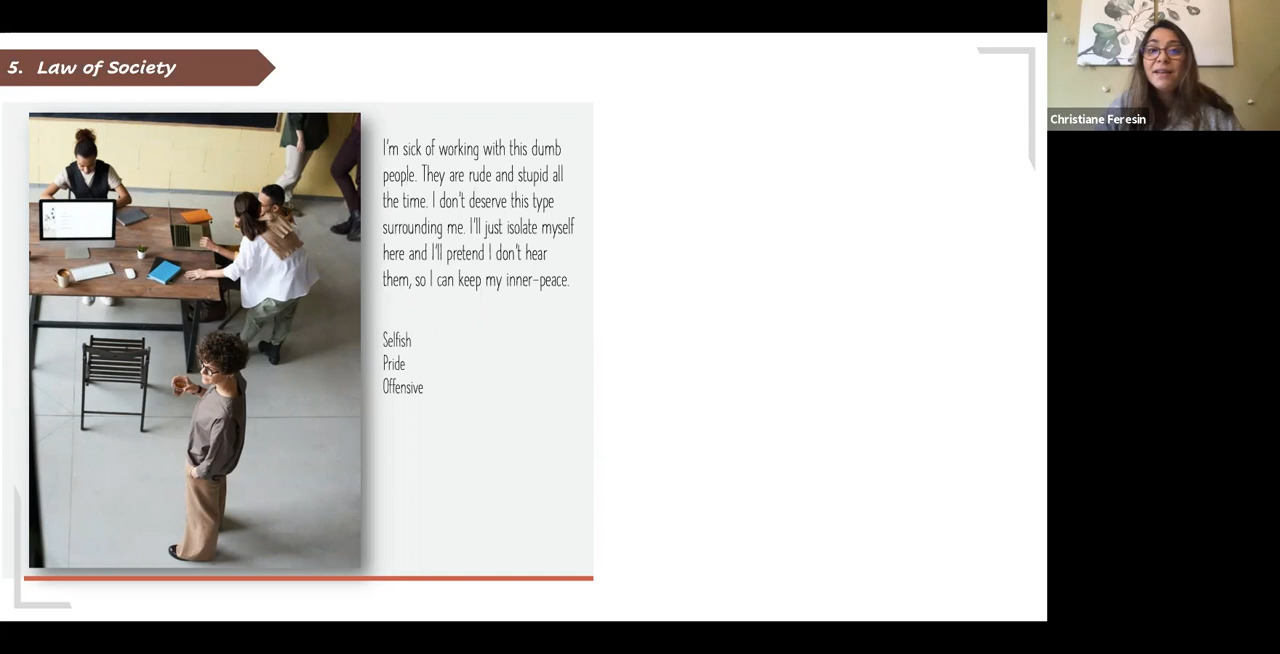 5. Law of Society
I'm sick of working with this dumb
people. They are rude and stupid all
the time. I don't deserve this type
surrounding me. I'll just isolate myself
here and I'll pretend I don't hear
them, so I can keep my inner-peace.
Selfish
Pride
Offensive
Christiane Feresin